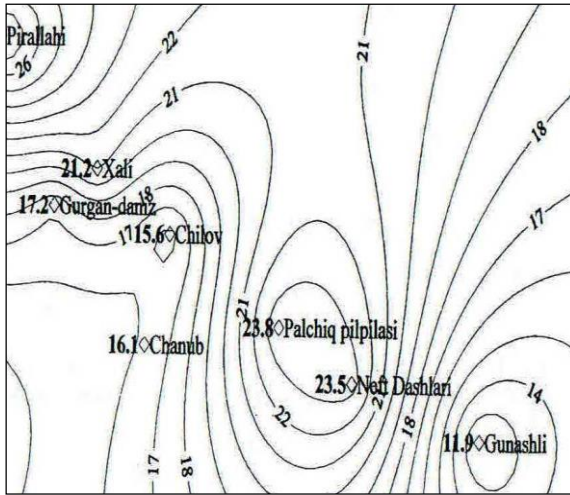 Pirallahi
22
21
26
21
18
21.2 Xali
17.2 Gurgan-damz
18
17
15.6 Chilov
17
21
23.8 Palchiq pilpilasi
16.1 Chanub
23.5 Neft Dashlari
22
14
18
11.9 Gunashli
17
18